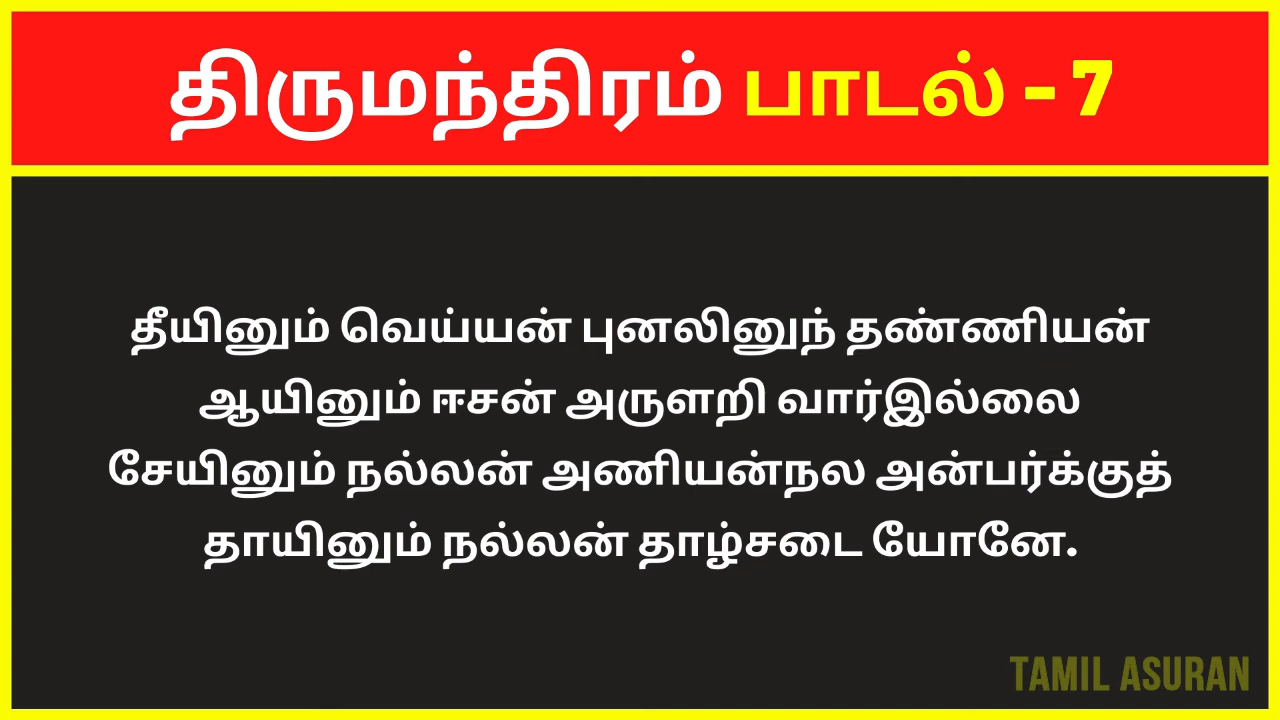 திருமந்திரம் பாடல் - 7
தீயினும் வெய்யன் புனலினுந் தண்ணியன்
ஆயினும் ஈசன் அருளறி வார்இல்லை
சேயினும் நல்லன் அணியன்நல அன்பர்க்குத்
தாயினும் நல்லன் தாழ்சடை யோனே.
TAMIL ASURAN